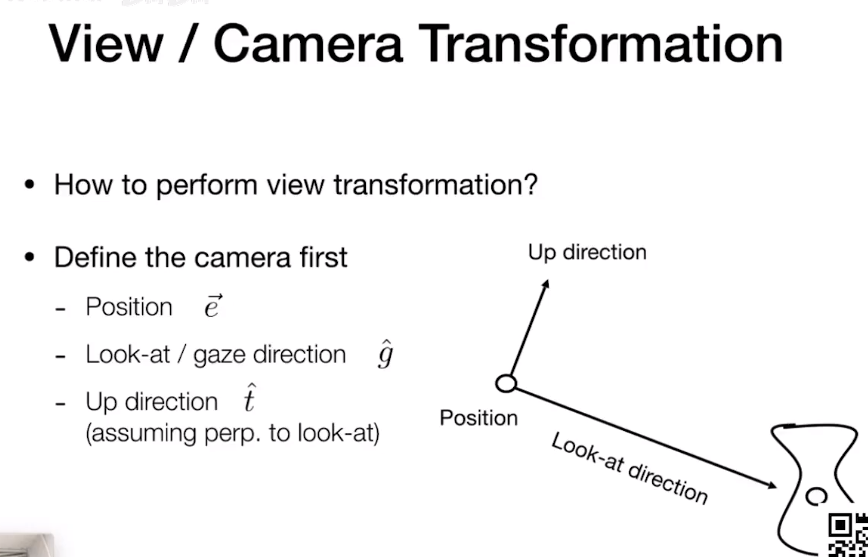 View / Camera Transformation
• How to perform view transformation?
• Define the camera first
- Position $\vec{e}$
- Look-at / gaze direction $\hat{g}$
- Up direction $\hat{t}$
(assuming perp. to look-at)
Up direction
Position
Look-at direction